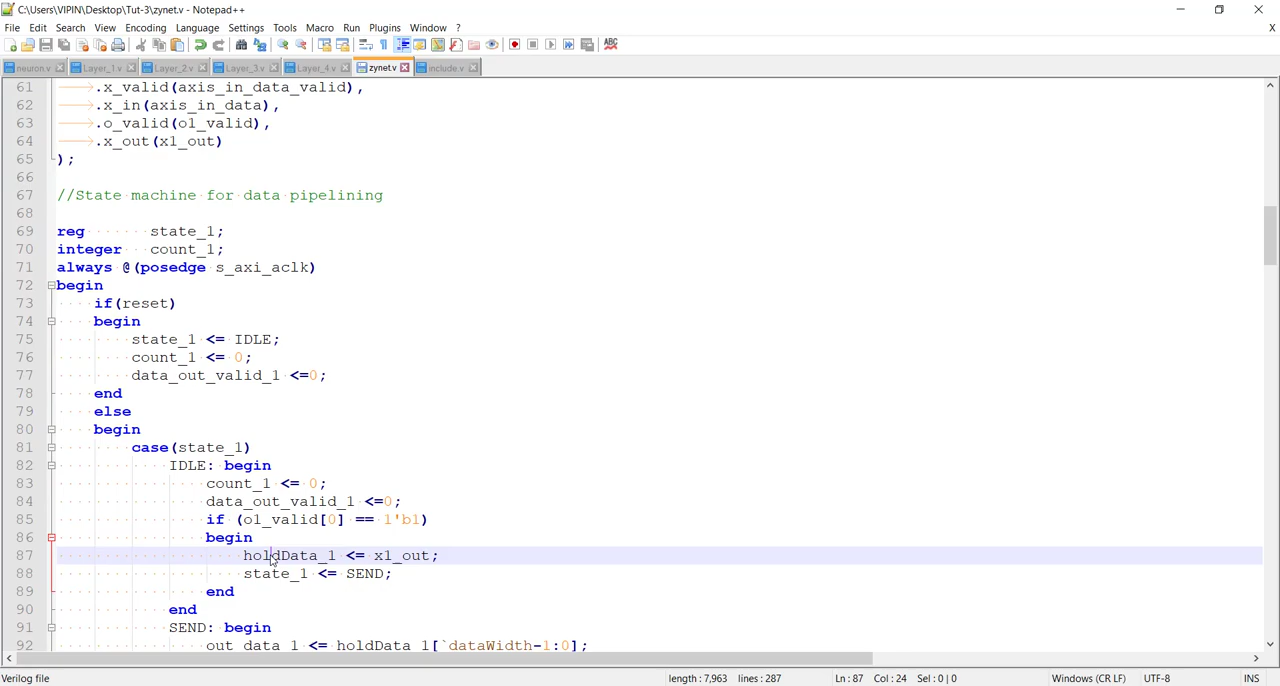 C:\Users\VIPIN\Desktop\Tut-3\zynet.v - Notepad++
File Edit Search View Encoding Language Settings Tools Macro Run Plugins Window ? X
neuron.v Layer_1.v Layer_2.v Layer_3.v Layer_4.v zynet.v include.v
61 .x_valid(axis_in_data_valid),
62 .x_in(axis_in_data),
63 .o_valid(o1_valid),
64 .x_out(x1_out)
65 );
66
67 //State machine for data pipelining
68
69 reg state_1;
70 integer count_1;
71 always @(posedge s_axi_aclk)
72 begin
73 if(reset)
74 begin
75 state_1 <= IDLE;
76 count_1 <= 0;
77 data_out_valid_1 <=0;
78 end
79 else
80 begin
81 case(state_1)
82 IDLE: begin
83 count_1 <= 0;
84 data_out_valid_1 <=0;
85 if (o1_valid[0] == 1'b1)
86 begin
87 holdData_1 <= x1_out;
88 state_1 <= SEND;
89 end
90 end
91 SEND: begin
92 out_data_1 <= holdData_1[`dataWidth-1:0];
Verilog file length : 7,963 lines : 287 Ln : 87 Col : 24 Sel : 0 | 0 Windows (CR LF) UTF-8 INS